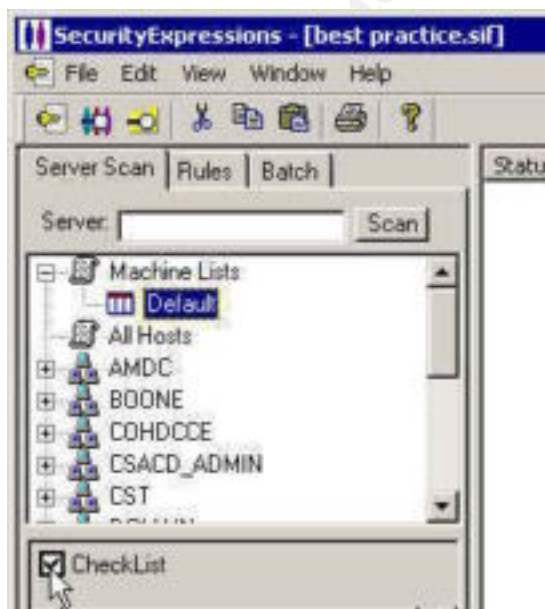 SecurityExpressions - [best practice.sif]
File Edit View Window Help
Server Scan Rules Batch
Statu
Server: Scan
Machine Lists
Default
All Hosts
AMDC
BOONE
COHDCCE
CSACD_ADMIN
CST
CheckList